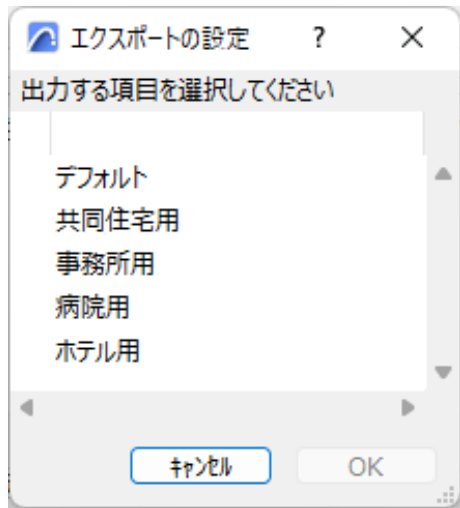 エクスポートの設定 ?
出力する項目を選択してください
デフォルト
共同住宅用
事務所用
病院用
ホテル用
ｷｬﾝｾﾙ OK